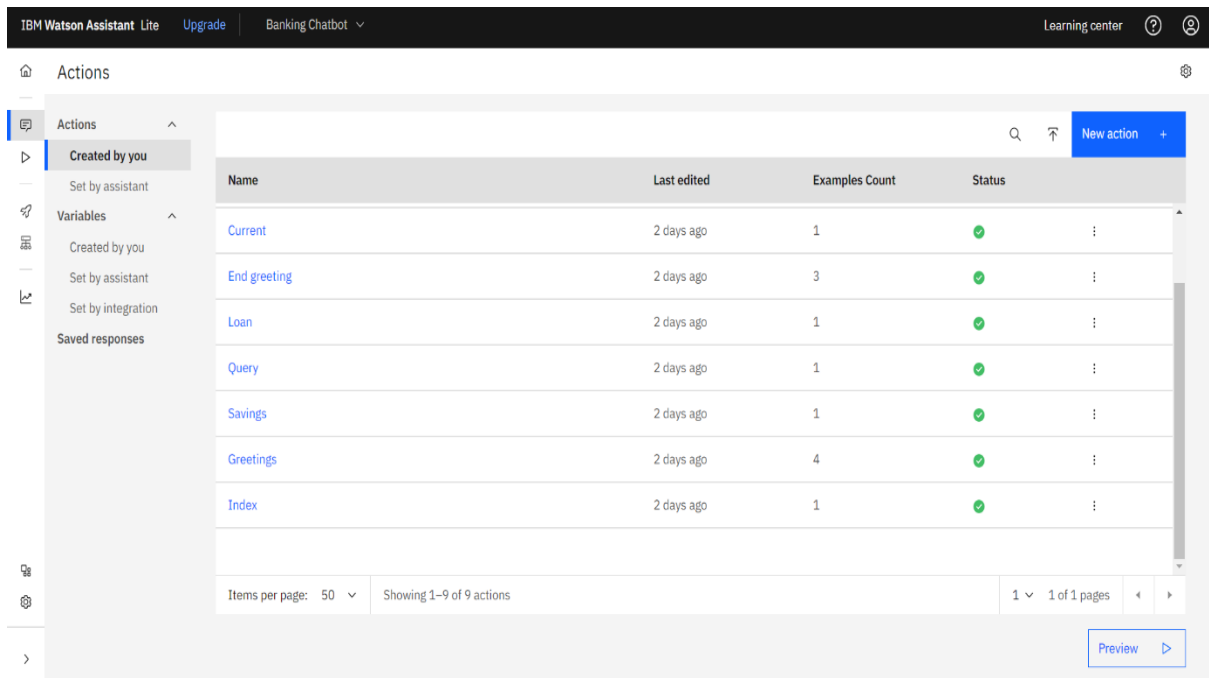 IBM Watson Assistant Lite Upgrade Banking Chatbot Learning center
Actions
Actions
Created by you
Set by assistant
Variables
Created by you
Set by assistant
Set by integration
Saved responses
New action +
Name Last edited Examples Count Status
Current 2 days ago 1
End greeting 2 days ago 3
Loan 2 days ago 1
Query 2 days ago 1
Savings 2 days ago 1
Greetings 2 days ago 4
Index 2 days ago 1
Items per page: 50 Showing 1–9 of 9 actions 1 1 of 1 pages
Preview